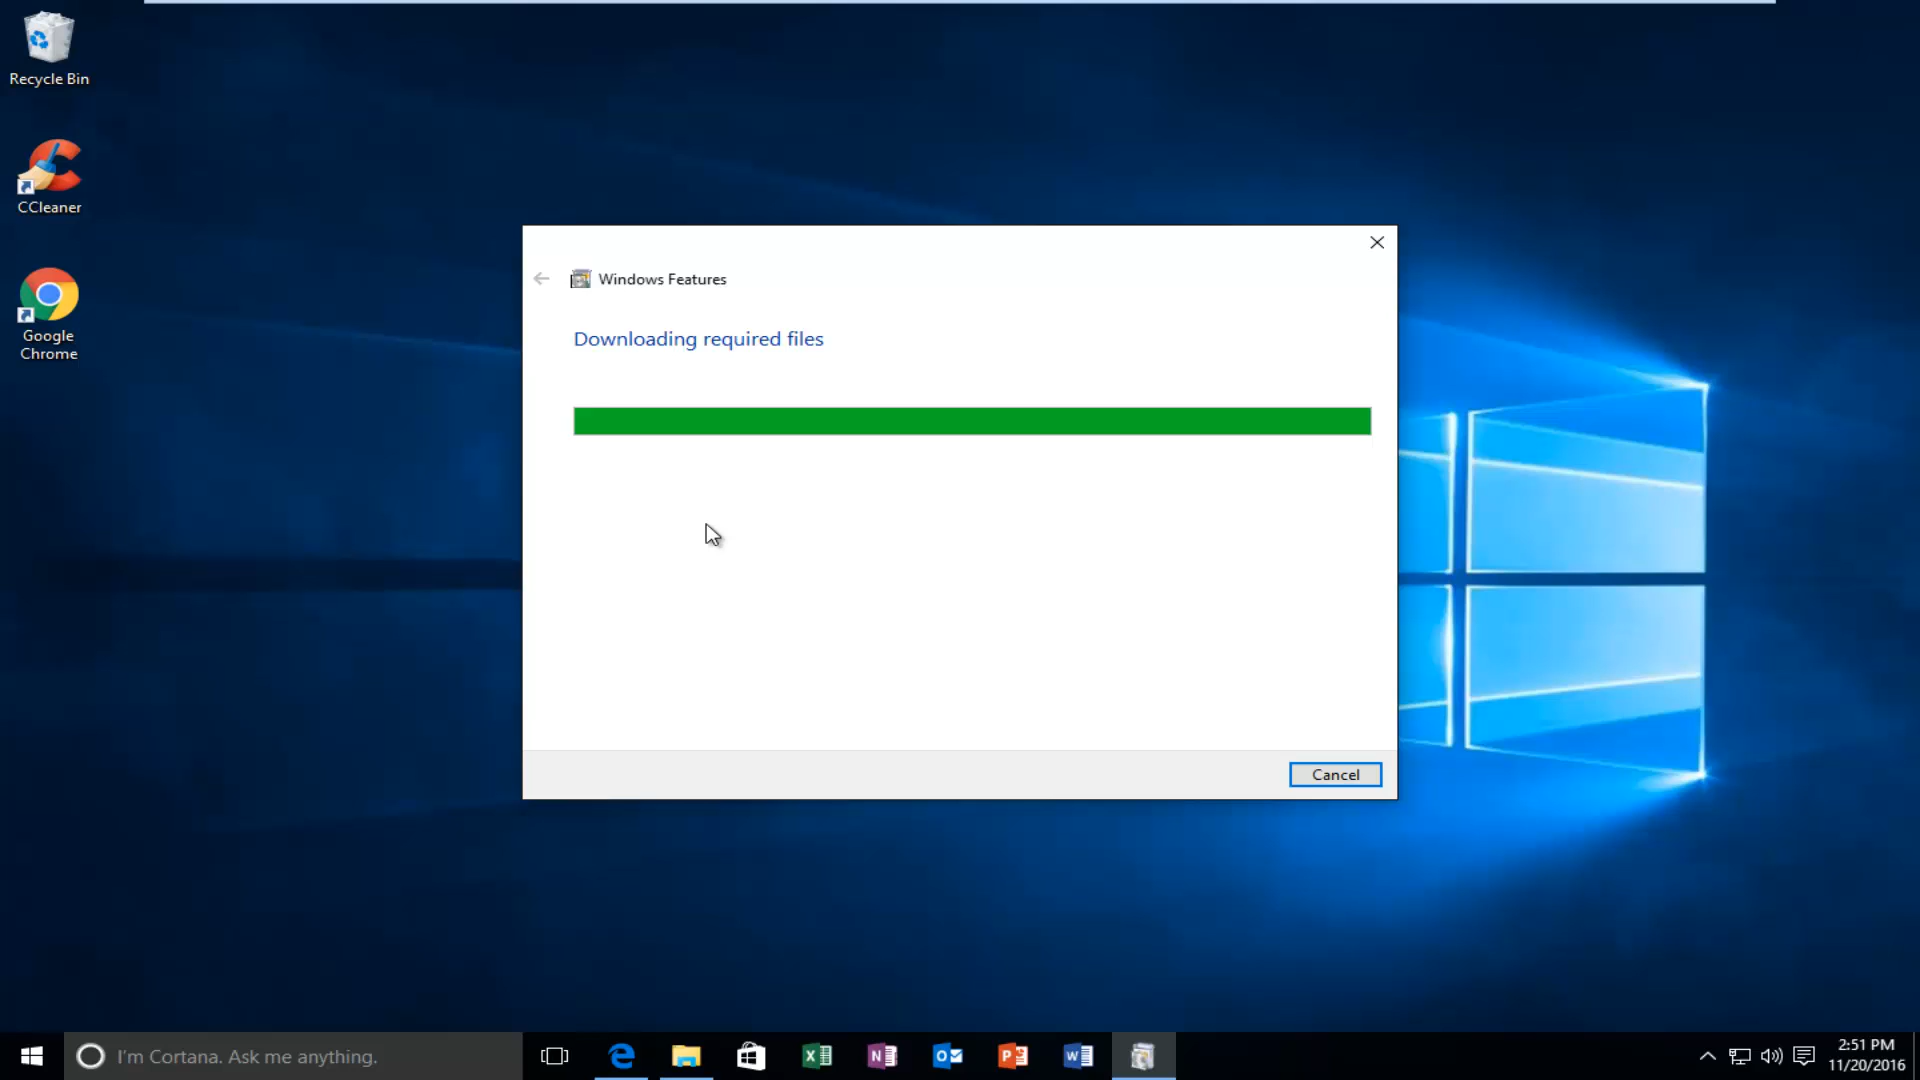 Recycle Bin
CCleaner
Google
Chrome
Windows Features
Downloading required files
Cancel
I'm Cortana. Ask me anything.
2:51 PM
11/20/2016